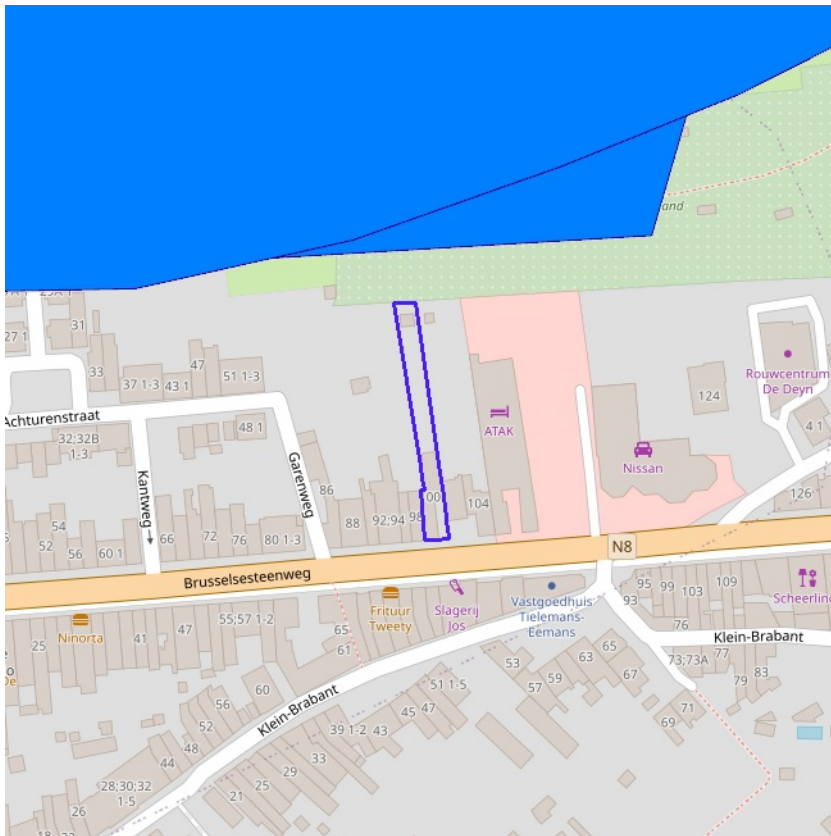 and
31
27 1
33
47
51 1-3
37 1-3
43 1
Rouwcentrum
De Deyn
124
Achturenstraat
ATAK
48 1
4 1
32;32B
1-3
Nissan
Kantweg
Garenweg
86
126
104
88
92;94
54
52
56
60 1
66
72
76
80 1-3
N8
Brusselsesteenweg
95
99
103
109
Frituur
Tweety
Slagerij
Jos
Vastgoedhuis
Tielemans-
Eemans
93
Scheerlinc
Ninorta
25
41
47
55;57 1-2
65
61
76
Klein-Brabant
53
63
65
73;73A
77
83
De
60
57
59
67
79
Klein-Brabant
51 1-5
56
52
45
47
71
69
48
39 1-2
43
44
33
29
28;30;32
1-5
25
21
26